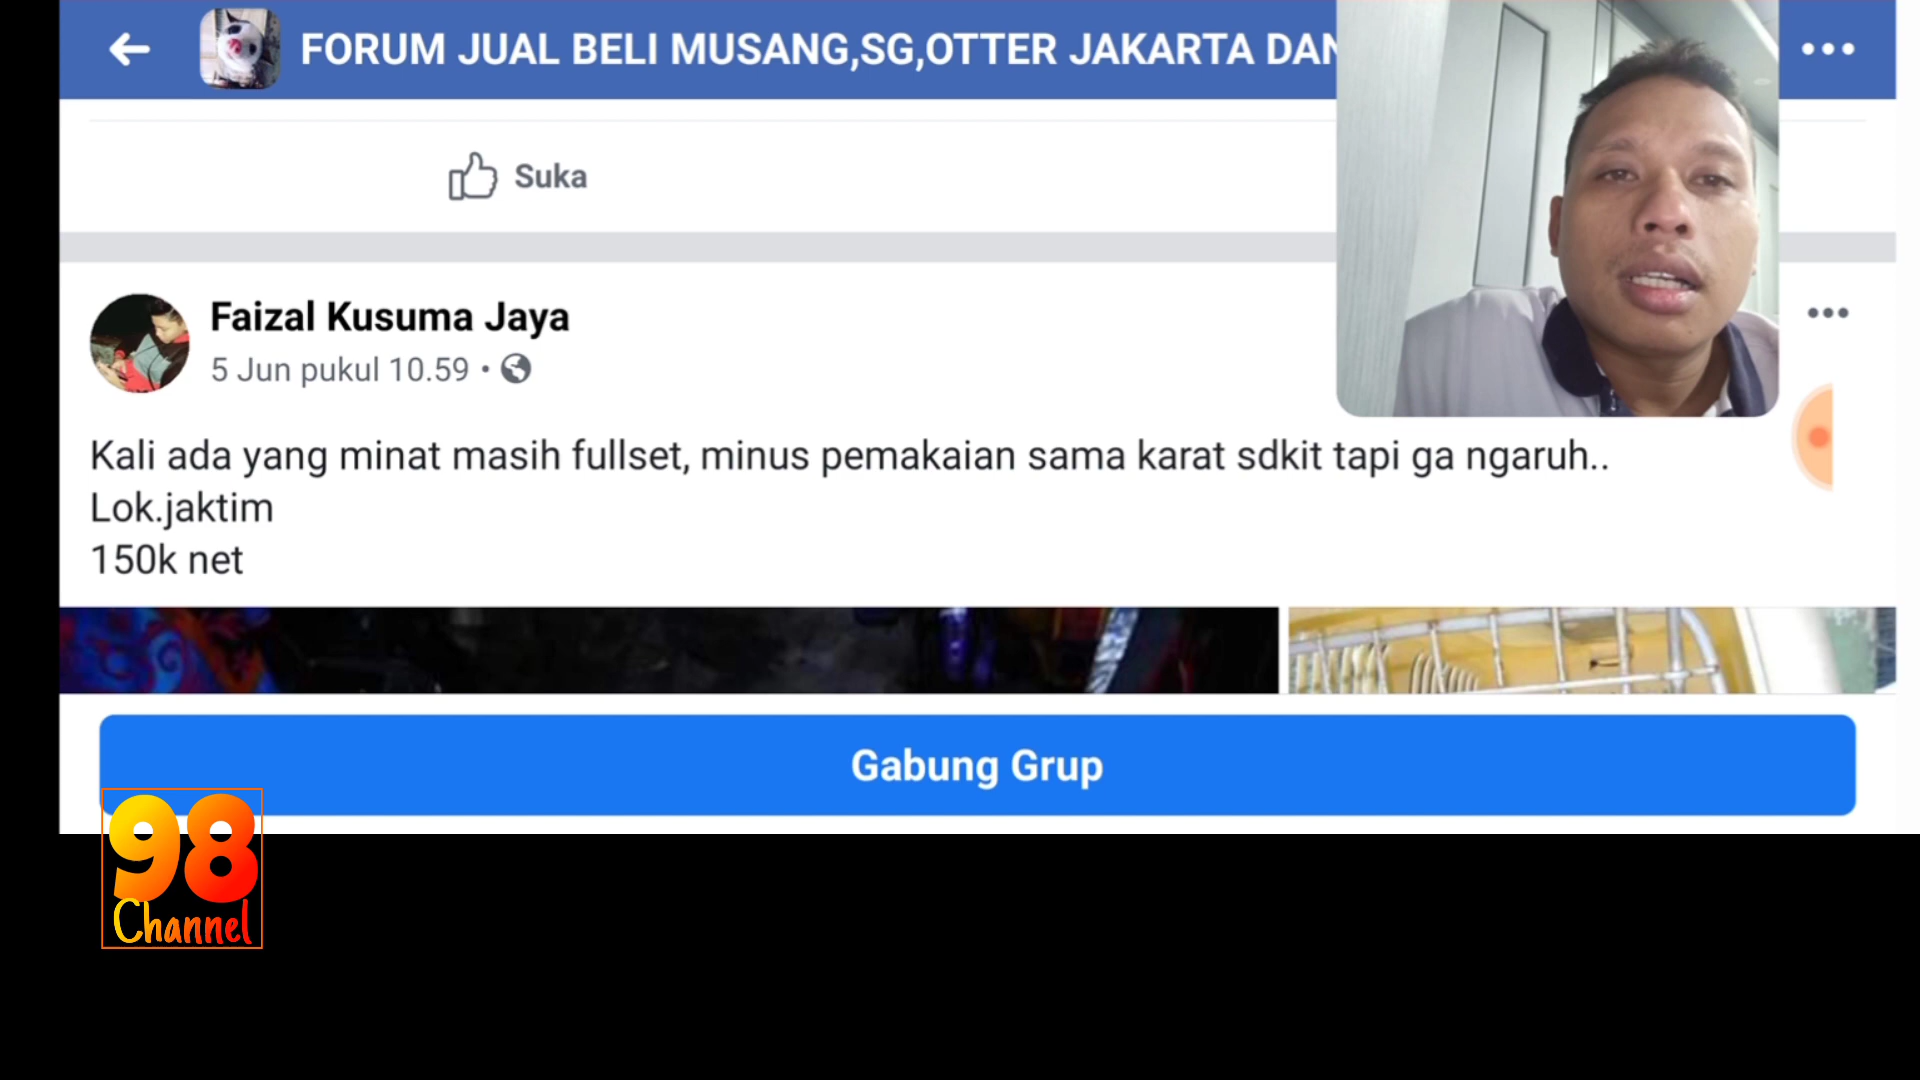 FORUM JUAL BELI MUSANG,SG,OTTER JAKARTA DAN
Suka
Faizal Kusuma Jaya
5 Jun pukul 10.59 •
Kali ada yang minat masih fullset, minus pemakaian sama karat sdkit tapi ga ngaruh..
Lok.jaktim
150k net
Gabung Grup
98
Channel